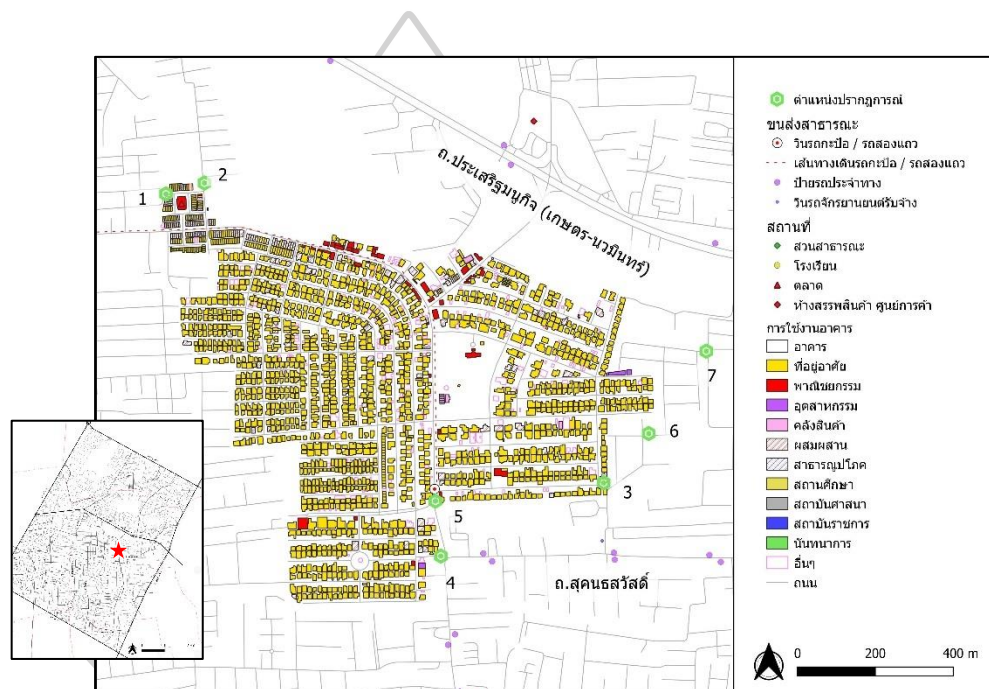 1
2
ถ.ประเสริฐมนูกิจ (เกษตร-นวมินทร์)
7
6
3
5
4
ถ.สุคนธสวัสดิ์
ตำแหน่งปรากฏการณ์
ขนส่งสาธารณะ
วินรถกะป๊อ / รถสองแถว
เส้นทางเดินรถกะป๊อ / รถสองแถว
ป้ายรถประจำทาง
วินรถจักรยานยนต์รับจ้าง
สถานที่
สวนสาธารณะ
โรงเรียน
ตลาด
ห้างสรรพสินค้า ศูนย์การค้า
การใช้งานอาคาร
อาคาร
ที่อยู่อาศัย
พาณิชยกรรม
อุตสาหกรรม
คลังสินค้า
ผสมผสาน
สาธารณูปโภค
สถานศึกษา
สถาบันศาสนา
สถาบันราชการ
นันทนาการ
อื่นๆ
ถนน
0 200 400 m